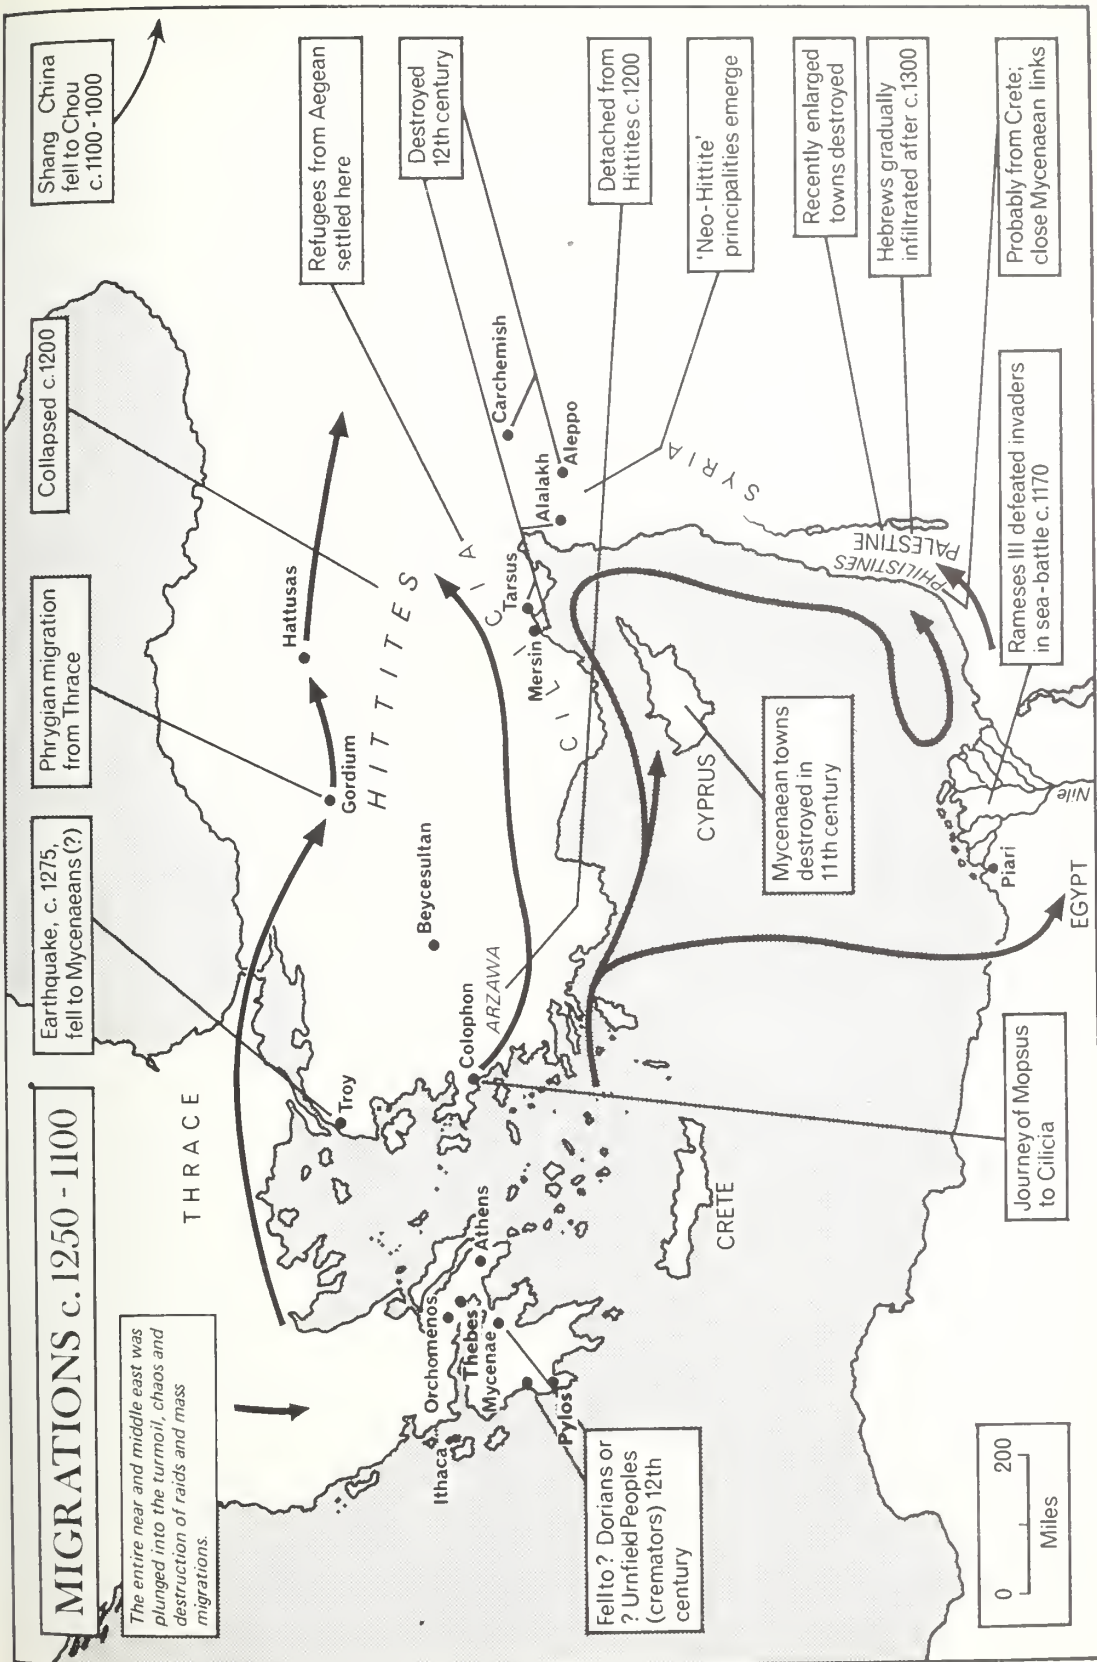 MIGRATIONS c.1250 - 1100
The entire near and middle east was
plunged into the turmoil, chaos and
destruction of raids and mass
migrations.
Earthquake, c. 1275,
fell to Mycenaeans (?)
Phrygian migration
from Thrace
Collapsed c.1200
Shang China
fell to Chou
c.1100-1000
Refugees from Aegean
settled here
Destroyed
12th century
Detached from
Hittites c.1200
'Neo-Hittite'
principalities emerge
Recently enlarged
towns destroyed
Hebrews gradually
infiltrated after c.1300
Probably from Crete;
close Mycenaean links
Rameses III defeated invaders
in sea-battle c.1170
Mycenaean towns
destroyed in
11th century
Journey of Mopsus
to Cilicia
Fell to ? Dorians or
? Urnfield Peoples
(cremators) 12th
century
THRACE
Troy
Gordium
Hattusas
HITTITES
Beycesultan
Colophon
ARZAWA
CILICIA
Mersin
Tarsus
Carchemish
Alalakh
Aleppo
SYRIA
PALESTINE
PHILISTINES
CYPRUS
CRETE
Orchomenos
Thebes
Mycenae
Athens
Ithaca
Pylos
Piari
EGYPT
Nile
0 200
Miles